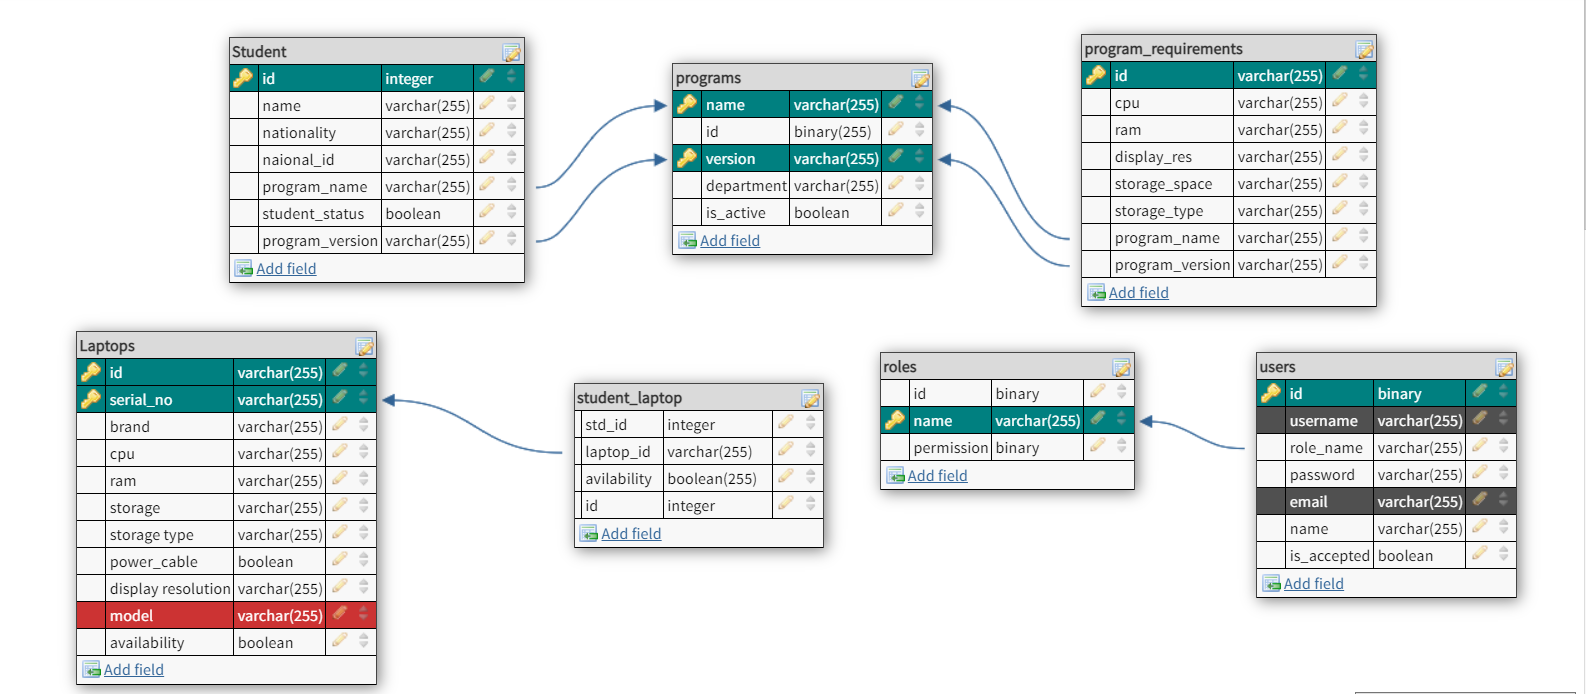 Student
id integer
name varchar(255)
nationality varchar(255)
naional_id varchar(255)
program_name varchar(255)
student_status boolean
program_version varchar(255)
Add field
programs
name varchar(255)
id binary(255)
version varchar(255)
department varchar(255)
is_active boolean
Add field
program_requirements
id varchar(255)
cpu varchar(255)
ram varchar(255)
display_res varchar(255)
storage_space varchar(255)
storage_type varchar(255)
program_name varchar(255)
program_version varchar(255)
Add field
Laptops
id varchar(255)
serial_no varchar(255)
brand varchar(255)
cpu varchar(255)
ram varchar(255)
storage varchar(255)
storage type varchar(255)
power_cable boolean
display resolution varchar(255)
model varchar(255)
availability boolean
Add field
student_laptop
std_id integer
laptop_id varchar(255)
avilability boolean(255)
id integer
Add field
roles
id binary
name varchar(255)
permission binary
Add field
users
id binary
username varchar(255)
role_name varchar(255)
password varchar(255)
email varchar(255)
name varchar(255)
is_accepted boolean
Add field